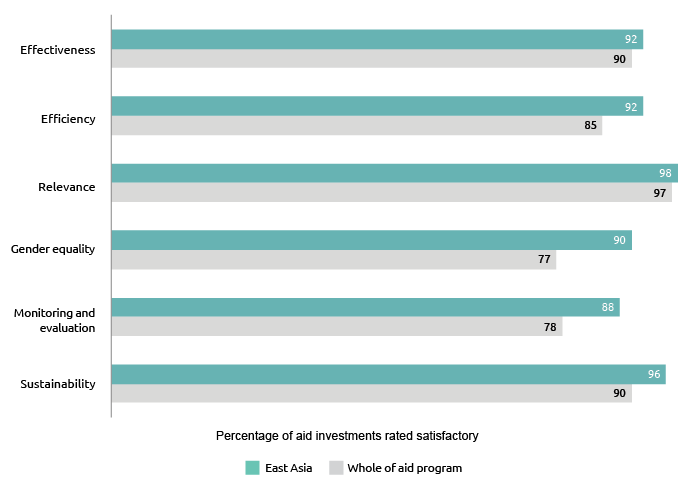 Effectiveness
92
90
Efficiency
92
85
Relevance
98
97
Gender equality
90
77
Monitoring and
evaluation
88
78
Sustainability
96
90
Percentage of aid investments rated satisfactory
East Asia
Whole of aid program